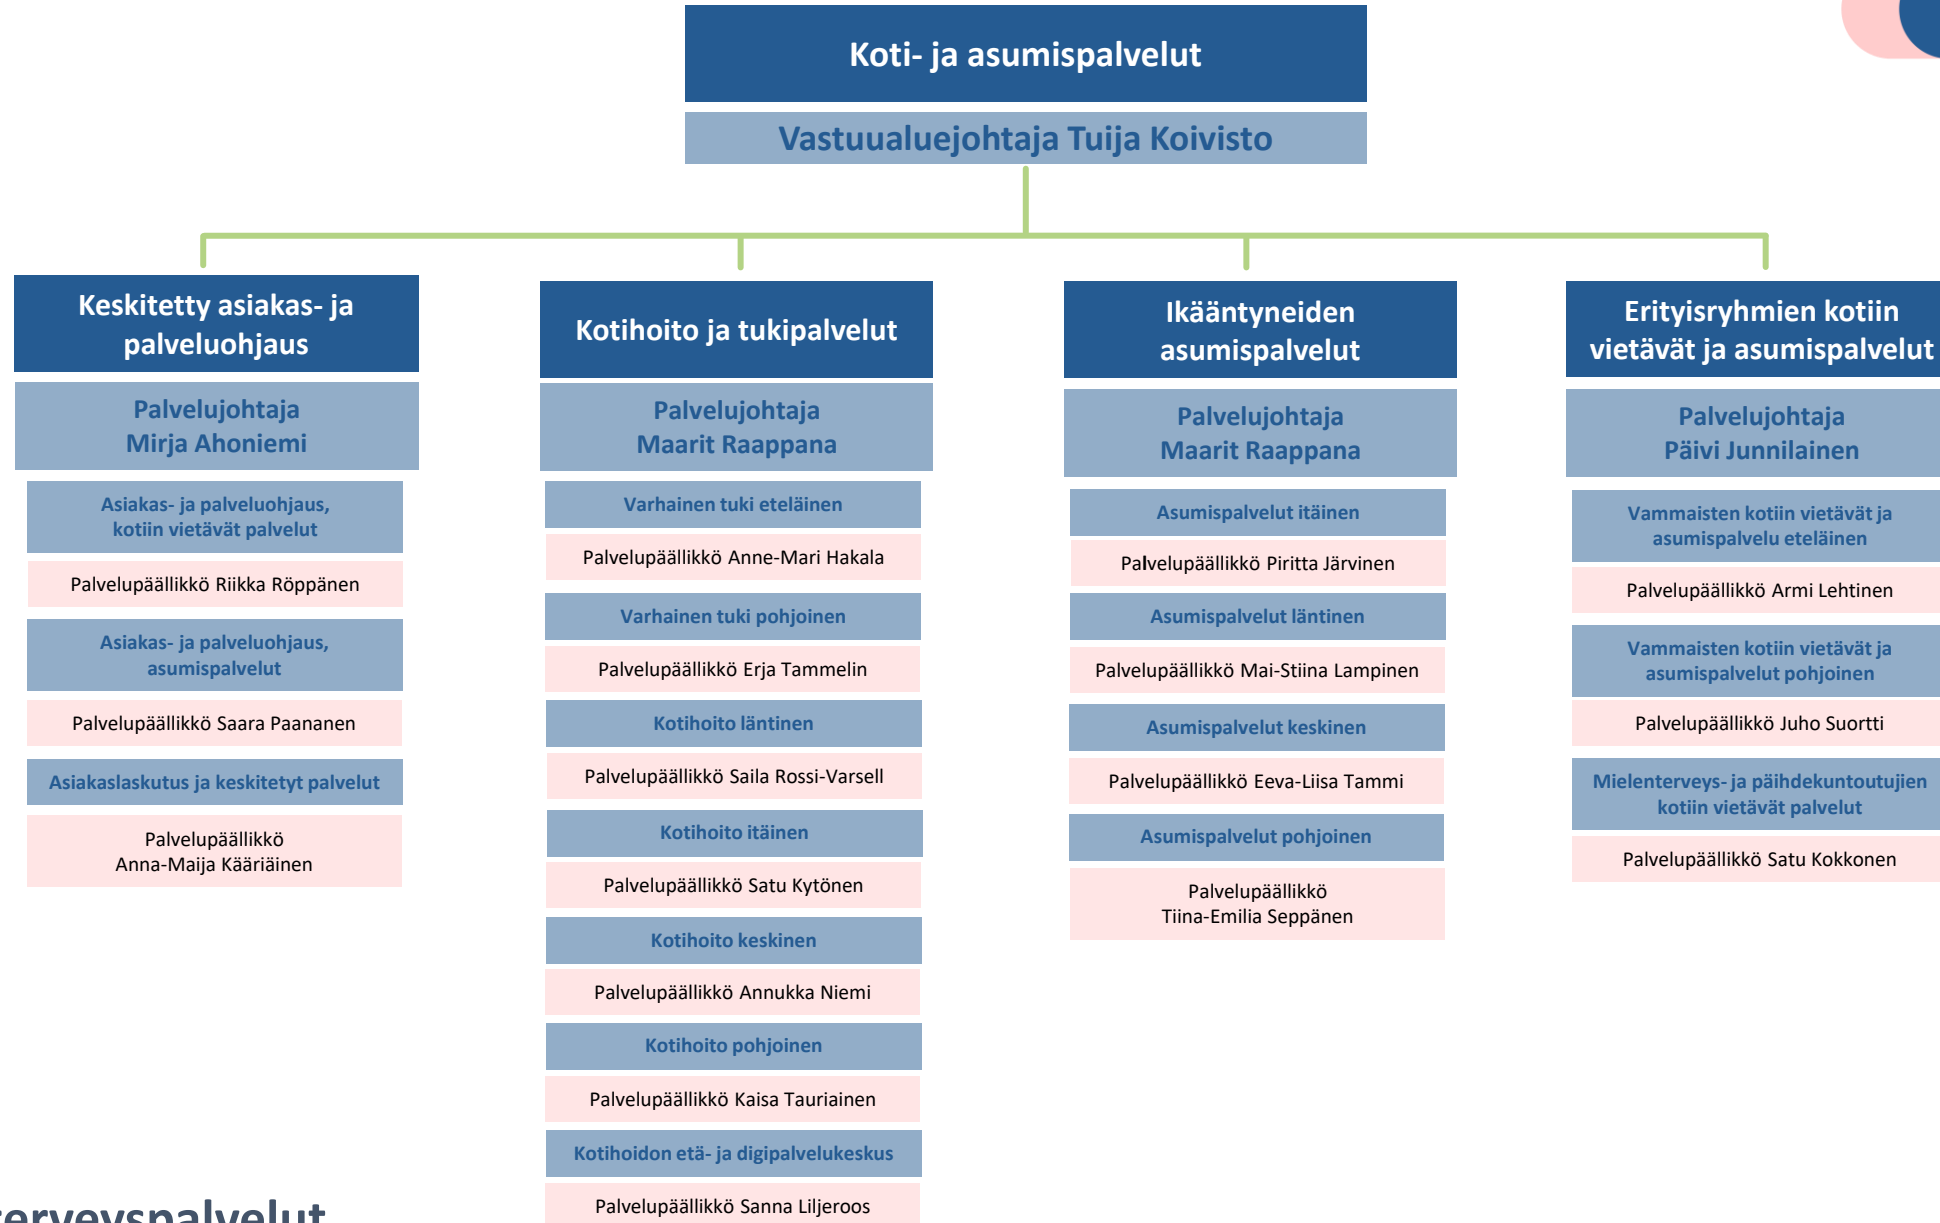 Koti- ja asumispalvelut
Vastuualuejohtaja Tuija Koivisto
Keskitetty asiakas- ja
palveluohjaus
Palvelujohtaja
Mirja Ahoniemi
Asiakas- ja palveluohjaus,
kotiin vietävät palvelut
Palvelupäällikkö Riikka Röppänen
Asiakas- ja palveluohjaus,
asumispalvelut
Palvelupäällikkö Saara Paananen
Asiakaslaskutus ja keskitetyt palvelut
Palvelupäällikkö
Anna-Maija Kääriäinen
Kotihoito ja tukipalvelut
Palvelujohtaja
Maarit Raappana
Varhainen tuki eteläinen
Palvelupäällikkö Anne-Mari Hakala
Varhainen tuki pohjoinen
Palvelupäällikkö Erja Tammelin
Kotihoito läntinen
Palvelupäällikkö Saila Rossi-Varsell
Kotihoito itäinen
Palvelupäällikkö Satu Kytönen
Kotihoito keskinen
Palvelupäällikkö Annukka Niemi
Kotihoito pohjoinen
Palvelupäällikkö Kaisa Tauriainen
Kotihoidon etä- ja digipalvelukeskus
Palvelupäällikkö Sanna Liljeroos
Ikääntyneiden
asumispalvelut
Palvelujohtaja
Maarit Raappana
Asumispalvelut itäinen
Palvelupäällikkö Piritta Järvinen
Asumispalvelut läntinen
Palvelupäällikkö Mai-Stiina Lampinen
Asumispalvelut keskinen
Palvelupäällikkö Eeva-Liisa Tammi
Asumispalvelut pohjoinen
Palvelupäällikkö
Tiina-Emilia Seppänen
Erityisryhmien kotiin
vietävät ja asumispalvelut
Palvelujohtaja
Päivi Junnilainen
Vammaisten kotiin vietävät ja
asumispalvelu eteläinen
Palvelupäällikkö Armi Lehtinen
Vammaisten kotiin vietävät ja
asumispalvelut pohjoinen
Palvelupäällikkö Juho Suortti
Mielenterveys- ja päihdekuntoutujien
kotiin vietävät palvelut
Palvelupäällikkö Satu Kokkonen